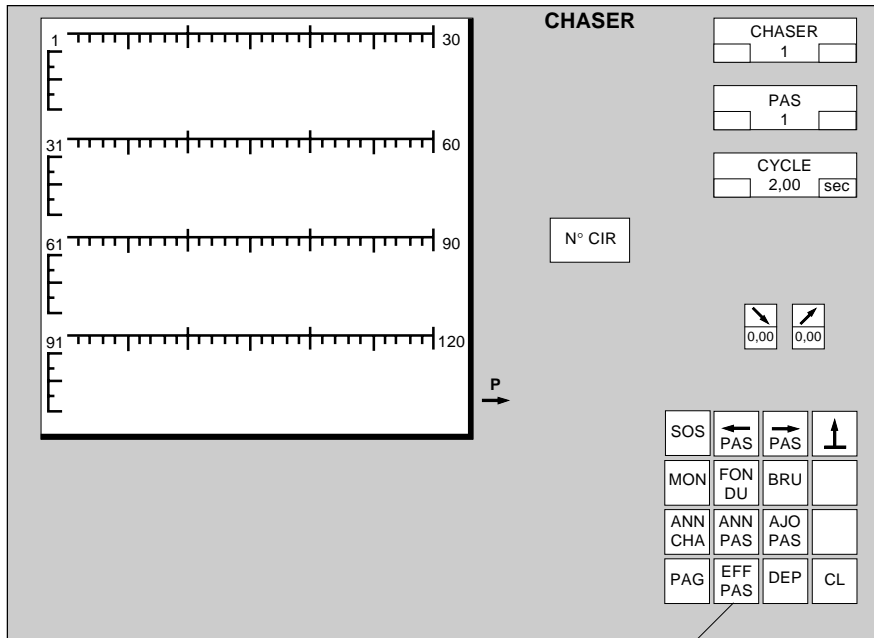 CHASER
1
30
31
60
61
90
91
120
P
CHASER
1
PAS
1
CYCLE
2,00
sec
N° CIR
0,00
0,00
SOS
PAS
PAS
MON
FON
DU
BRU
ANN
CHA
ANN
PAS
AJO
PAS
PAG
EFF
PAS
DEP
CL